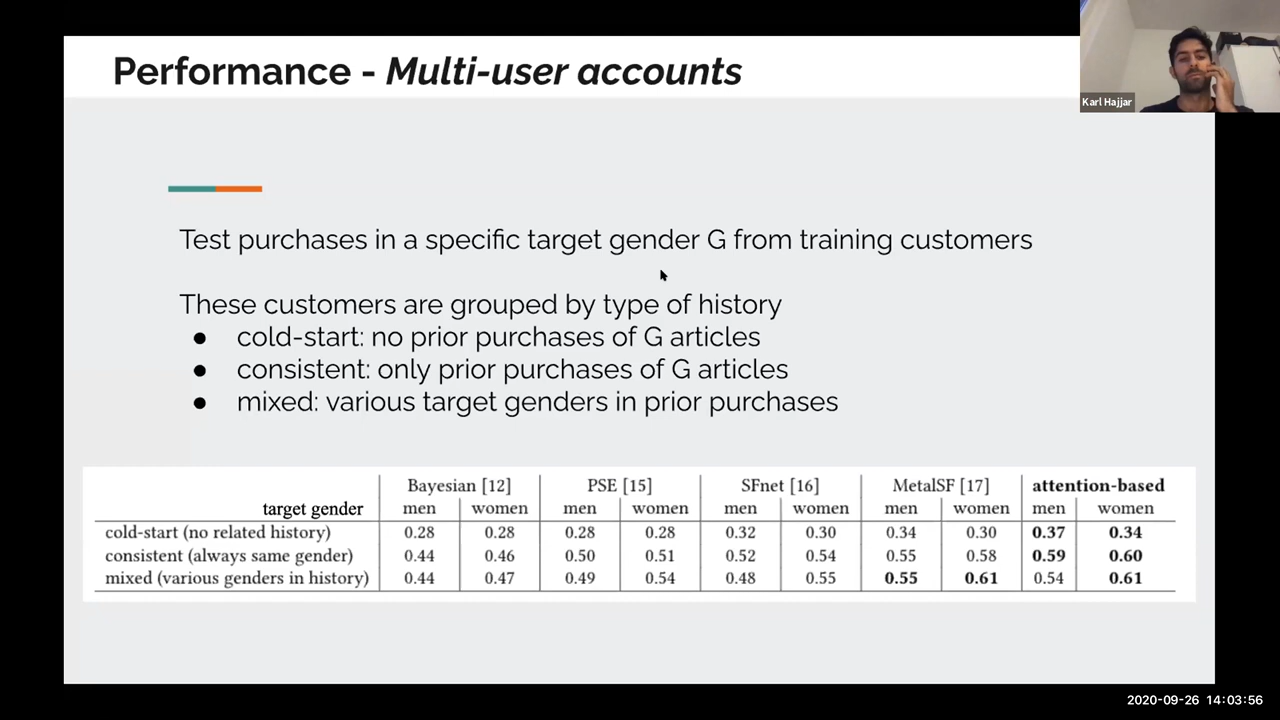 Performance - Multi-user accounts
Karl Hajjar
Test purchases in a specific target gender G from training customers
These customers are grouped by type of history
● cold-start: no prior purchases of G articles
● consistent: only prior purchases of G articles
● mixed: various target genders in prior purchases
Bayesian [12] PSE [15] SFnet [16] MetalSF [17] attention-based
target gender men women men women men women men women men women
cold-start (no related history) 0.28 0.28 0.28 0.28 0.32 0.30 0.34 0.30 0.37 0.34
consistent (always same gender) 0.44 0.46 0.50 0.51 0.52 0.54 0.55 0.58 0.59 0.60
mixed (various genders in history) 0.44 0.47 0.49 0.54 0.48 0.55 0.55 0.61 0.54 0.61
2020-09-26 14:03:56